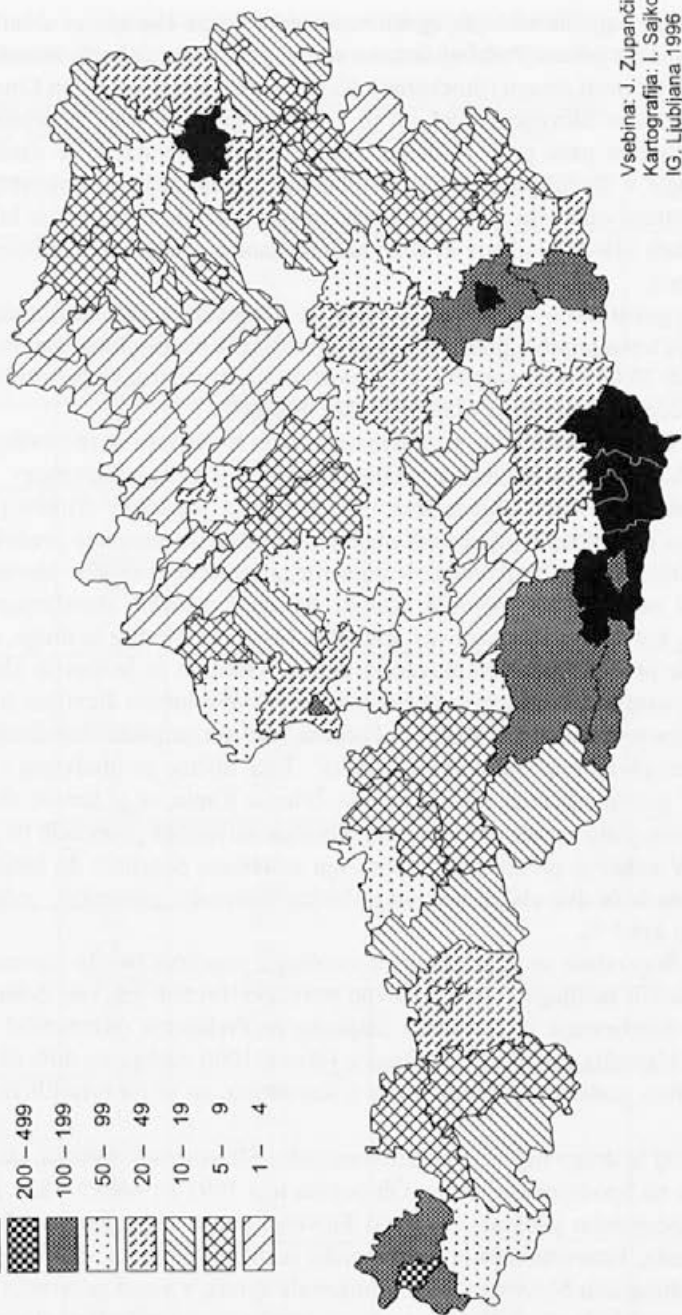 200–499
100–199
50– 99
20– 49
10– 19
5– 9
1– 4
Vsebina: J. Zupančič
Kartografija: I. Sajko
IG. Ljubljana 1996